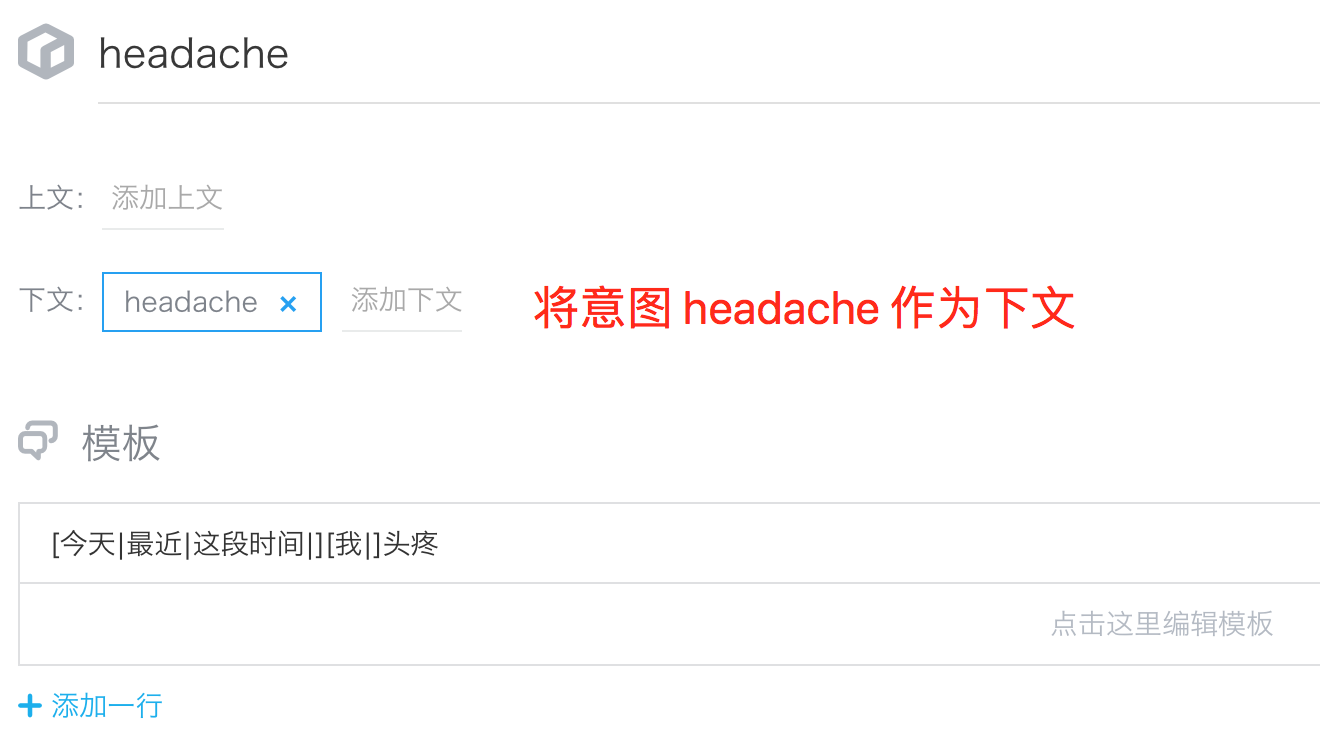 headache
上文： 添加上文
下文： headache × 添加下文 将意图 headache 作为下文
模板
[今天|最近|这段时间|][我|]头疼
点击这里编辑模板
+ 添加一行